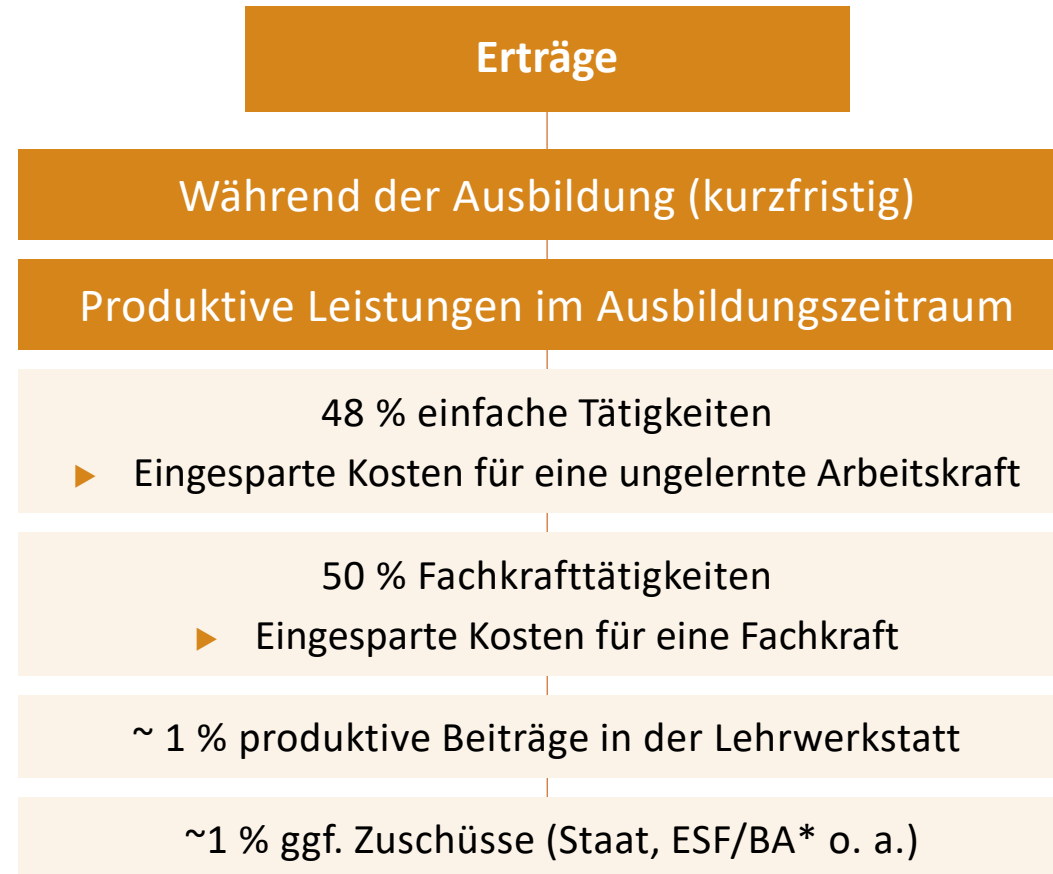 Erträge
Während der Ausbildung (kurzfristig)
Produktive Leistungen im Ausbildungszeitraum
48 % einfache Tätigkeiten
▶ Eingesparte Kosten für eine ungelernte Arbeitskraft
50 % Fachkrafttätigkeiten
▶ Eingesparte Kosten für eine Fachkraft
~ 1 % produktive Beiträge in der Lehrwerkstatt
~1 % ggf. Zuschüsse (Staat, ESF/BA* o. a.)